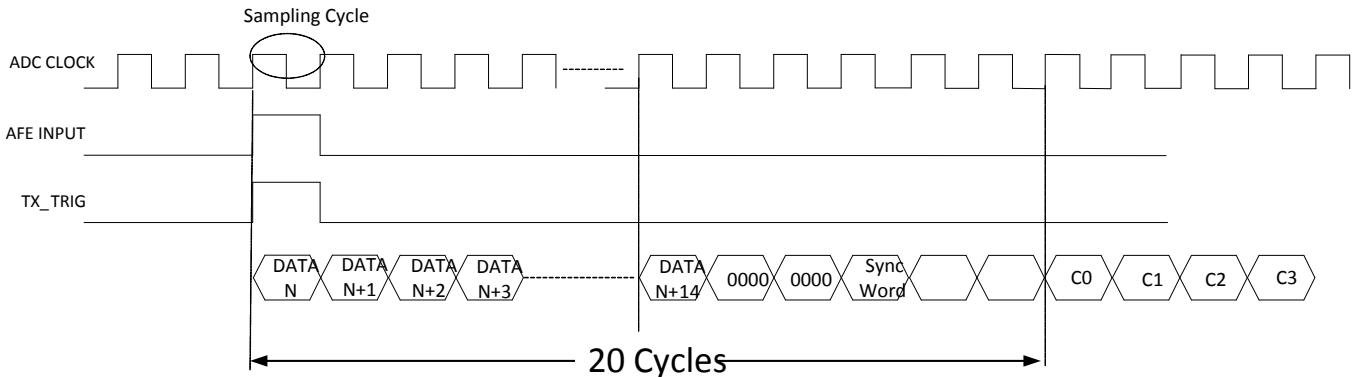 Sampling Cycle
ADC CLOCK
AFE INPUT
TX_TRIG
DATA N
DATA N+1
DATA N+2
DATA N+3
DATA N+14
0000
0000
Sync Word
C0
C1
C2
C3
20 Cycles